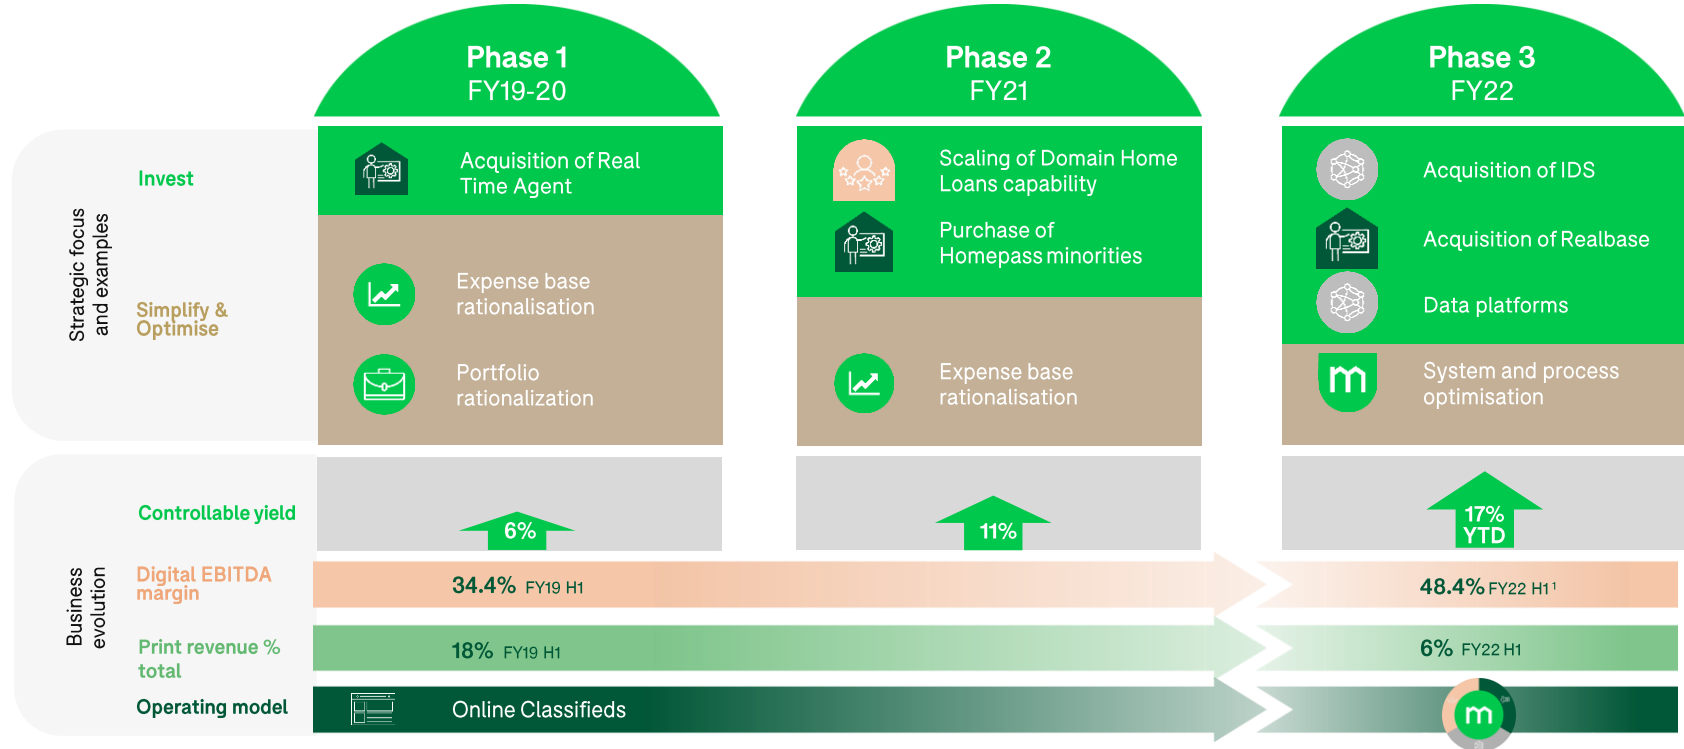 Phase 1
FY19-20
Phase 2
FY21
Phase 3
FY22
Strategic focus
and examples
Invest
Acquisition of Real
Time Agent
Scaling of Domain Home
Loans capability
Purchase of
Homepass minorities
Acquisition of IDS
Acquisition of Realbase
Data platforms
Simplify &
Optimise
Expense base
rationalisation
Portfolio
rationalization
Expense base
rationalisation
m
System and process
optimisation
Business
evolution
Controllable yield
6%
11%
17%
YTD
Digital EBITDA
margin
34.4% FY19 H1
48.4% FY22 H1¹
Print revenue %
total
18% FY19 H1
6% FY22 H1
Operating model
Online Classifieds
m